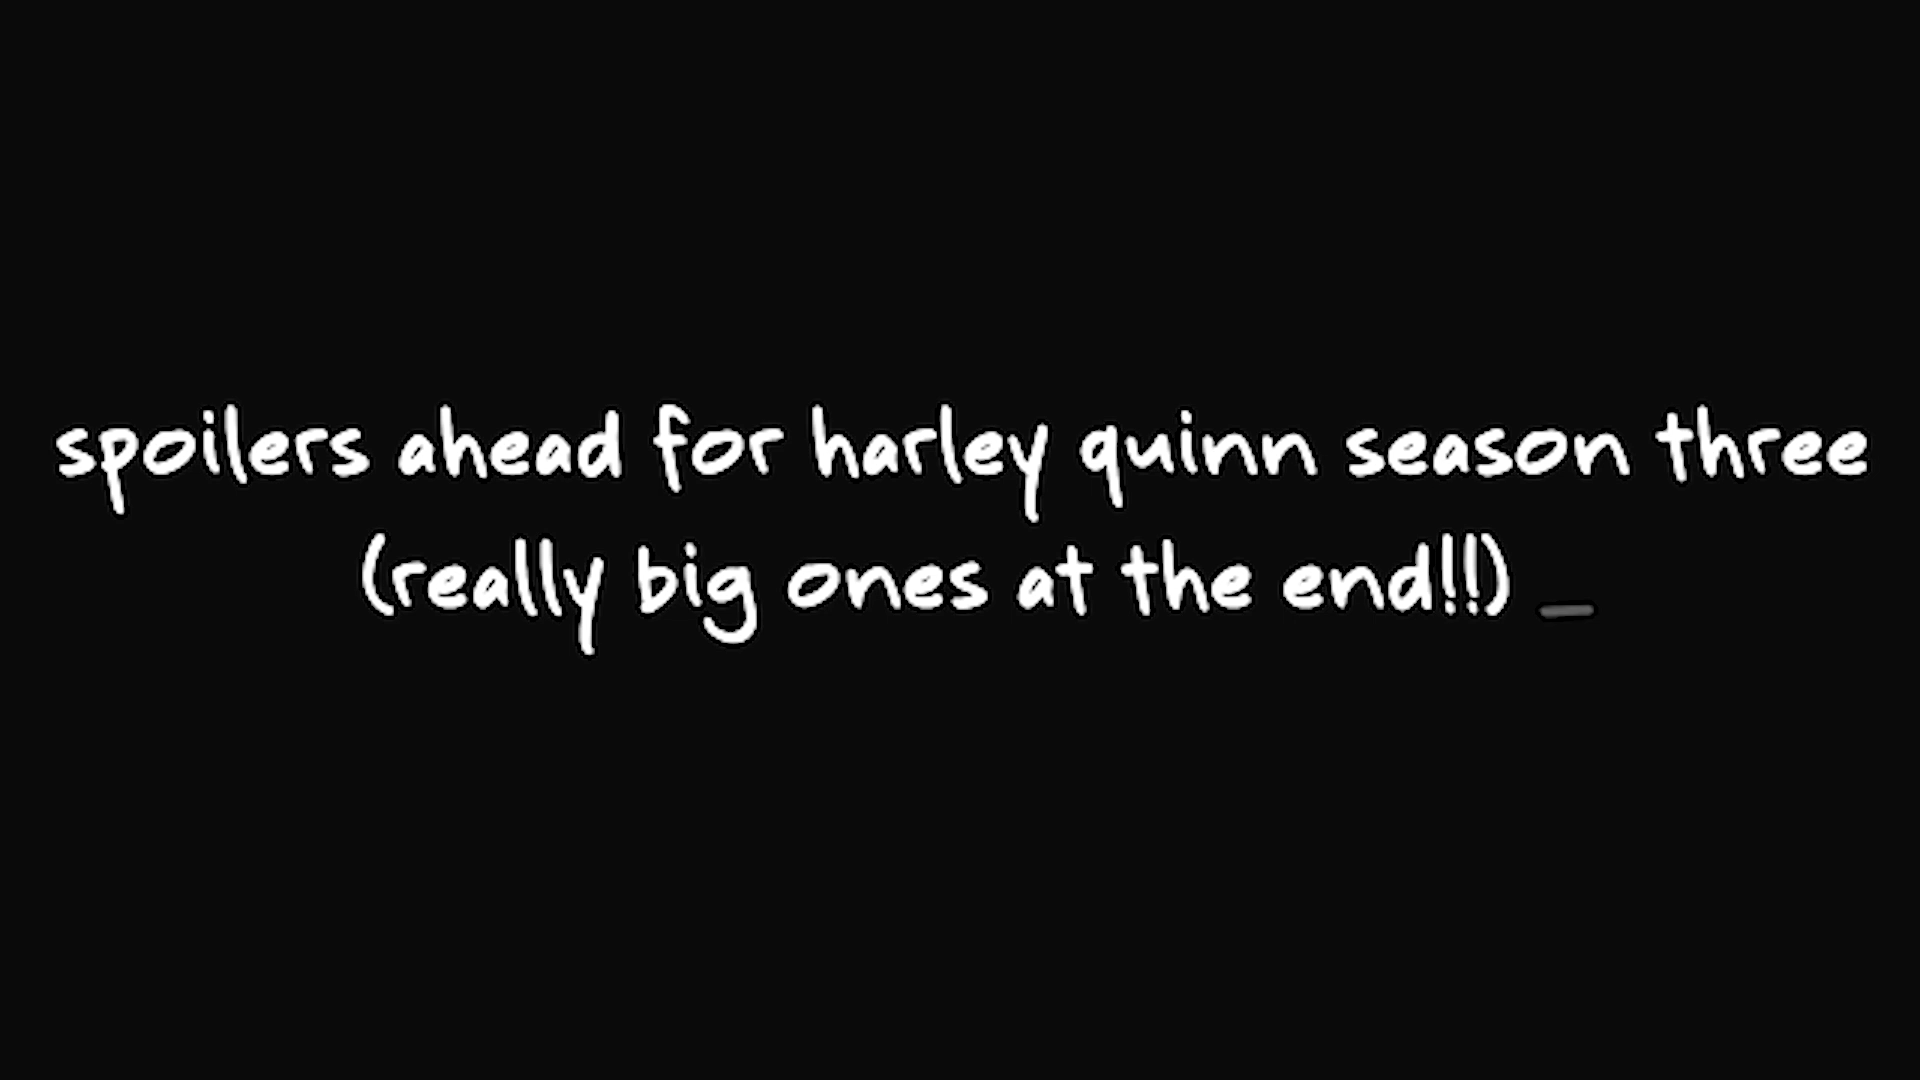 spoilers ahead for harley quinn season three
(really big ones at the end!!) _